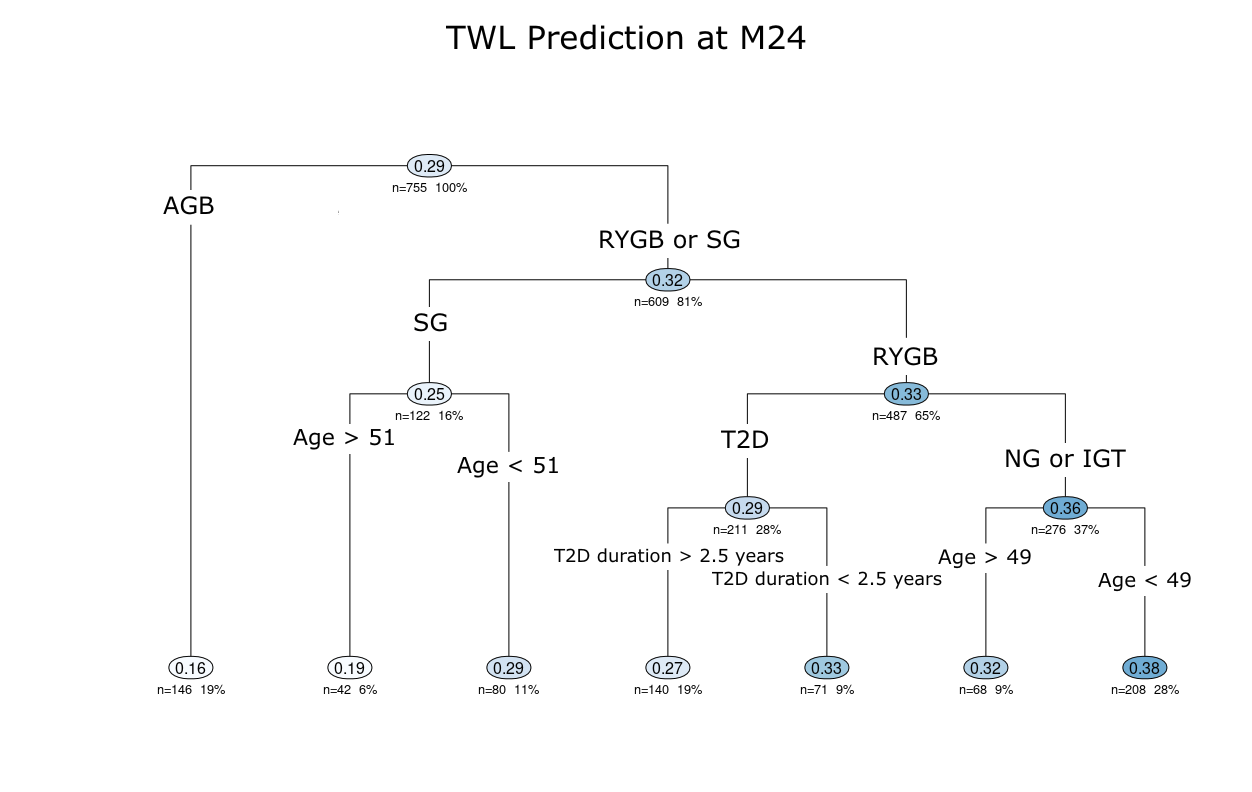 TWL Prediction at M24
0.29
n=755 100%
AGB
RYGB or SG
0.32
n=609 81%
SG
RYGB
0.25
n=122 16%
0.33
n=487 65%
Age > 51
Age < 51
T2D
NG or IGT
0.29
n=211 28%
0.36
n=276 37%
T2D duration > 2.5 years
T2D duration < 2.5 years
Age > 49
Age < 49
0.16
n=146 19%
0.19
n=42 6%
0.29
n=80 11%
0.27
n=140 19%
0.33
n=71 9%
0.32
n=68 9%
0.38
n=208 28%